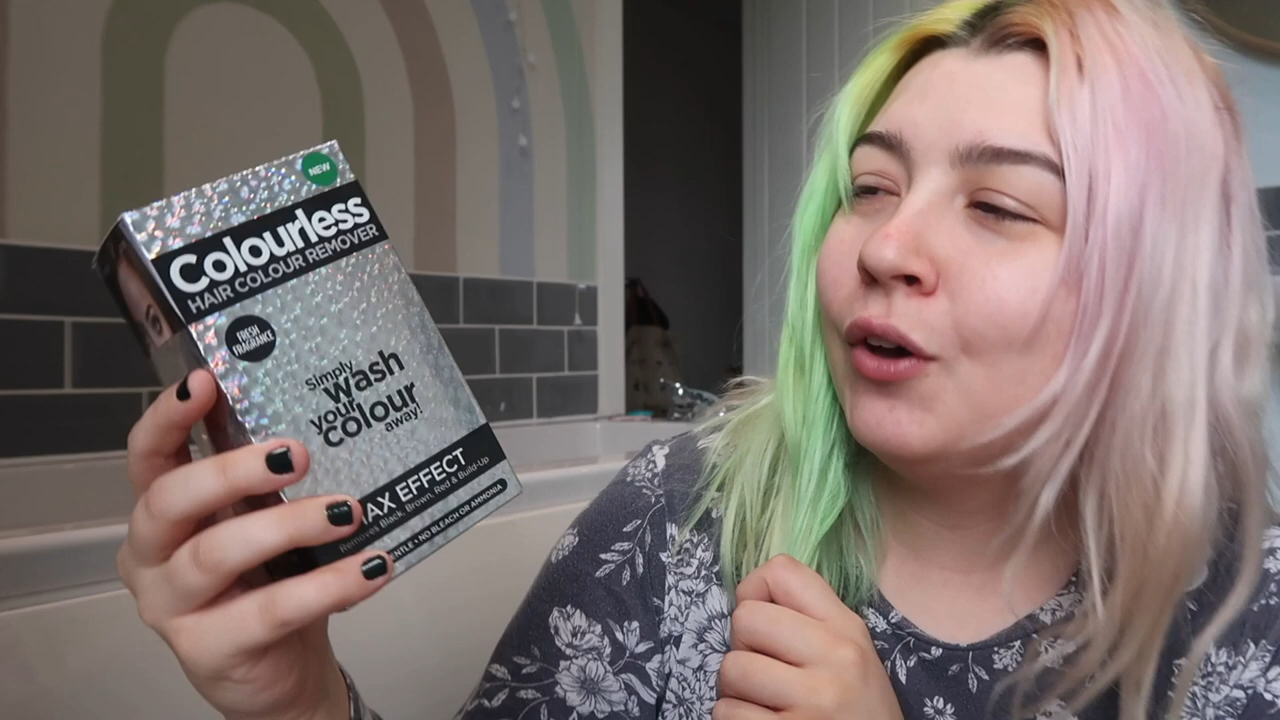 NEW
Colourless
HAIR COLOUR REMOVER
FRESH
FRAGRANCE
Simply
wash
your
colour
away!
AX EFFECT
Removes Black, Brown, Red & Build-Up
NTLE • NO BLEACH OR AMMONIA